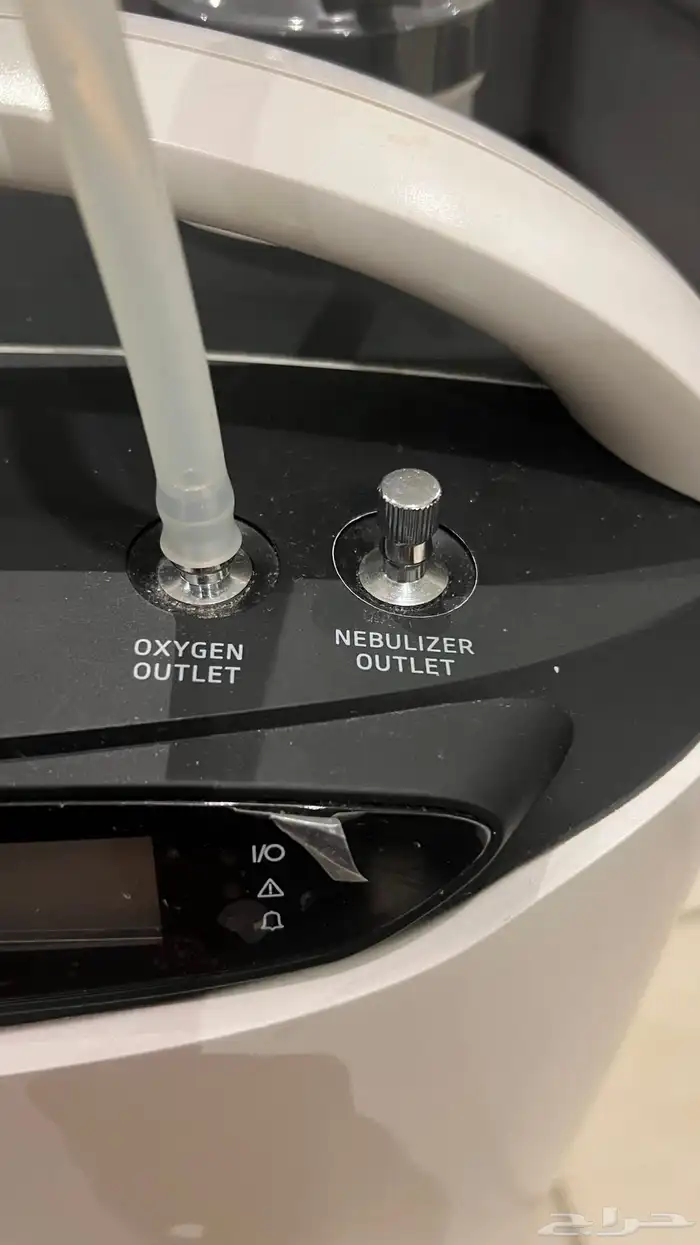 OXYGEN
OUTLET
NEBULIZER
OUTLET
I/O
حراج